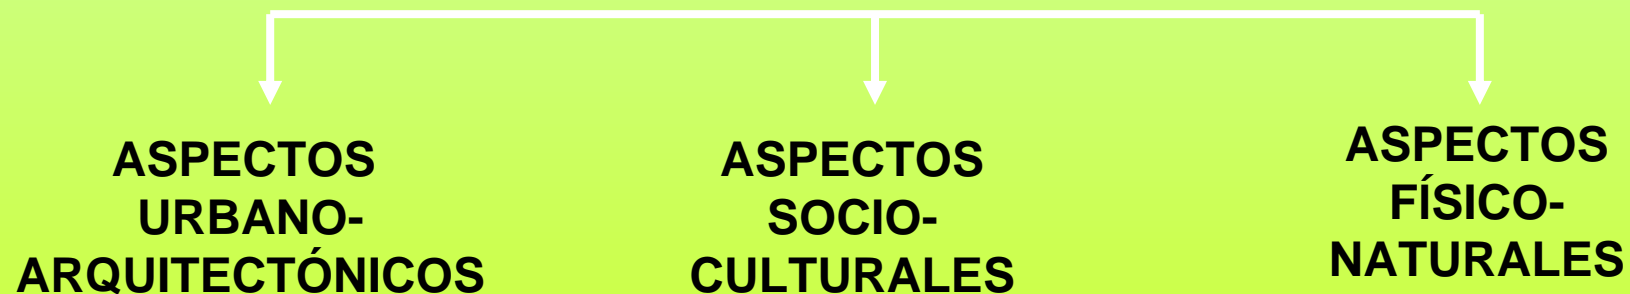 ASPECTOS
URBANO-
ARQUITECTÓNICOS
ASPECTOS
SOCIO-
CULTURALES
ASPECTOS
FÍSICO-
NATURALES